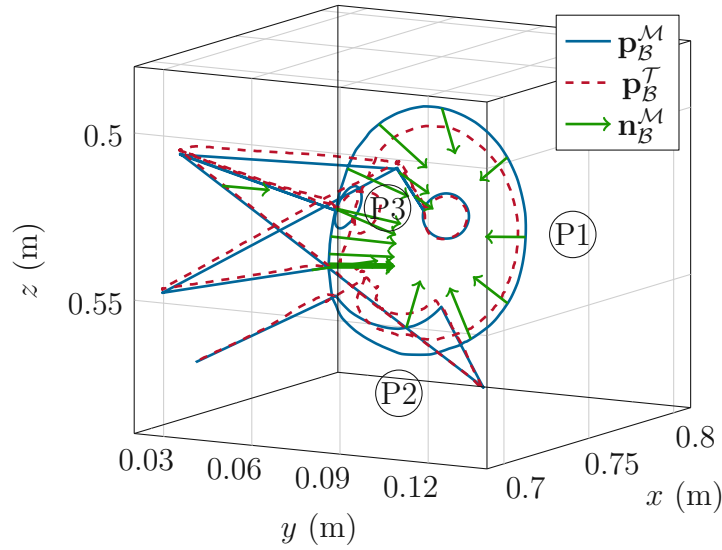 p_B^M
p_B^T
n_B^M
0.5
P3
P1
z (m)
0.55
P2
0.03
0.06
0.09
0.12
0.7
0.75
0.8
x (m)
y (m)